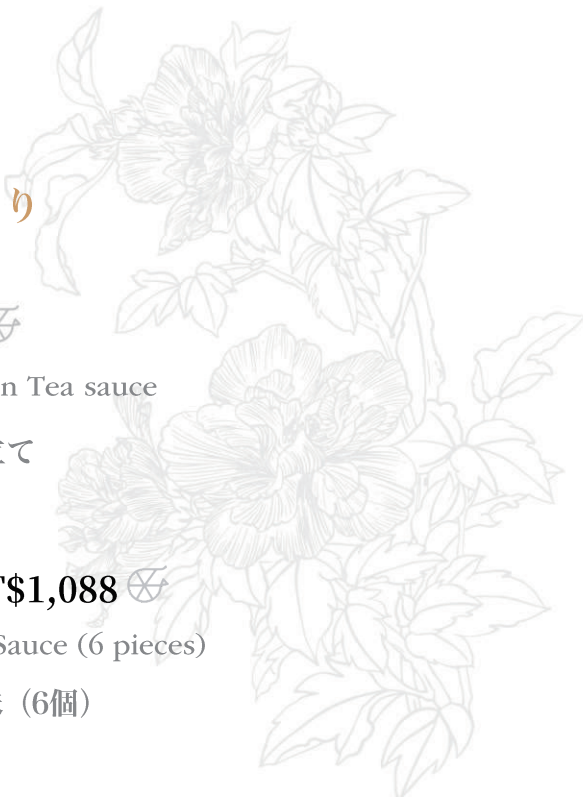 り
n Tea sauce
て
T$1,088
Sauce (6 pieces)
(6個)